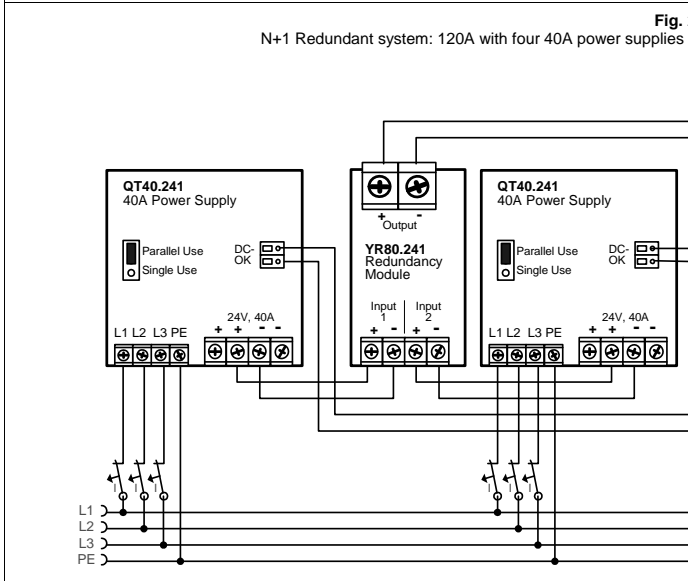 Fig.
N+1 Redundant system: 120A with four 40A power supplies
QT40.241
40A Power Supply
Parallel Use
Single Use
DC-
OK
24V, 40A
+ + - -
L1 L2 L3 PE
+ -
Output
YR80.241
Redundancy
Module
Input
1
Input
2
+ - + -
QT40.241
40A Power Supply
Parallel Use
Single Use
DC-
OK
24V, 40A
+ + - -
L1 L2 L3 PE
I I I
I I I
L1
L2
L3
PE